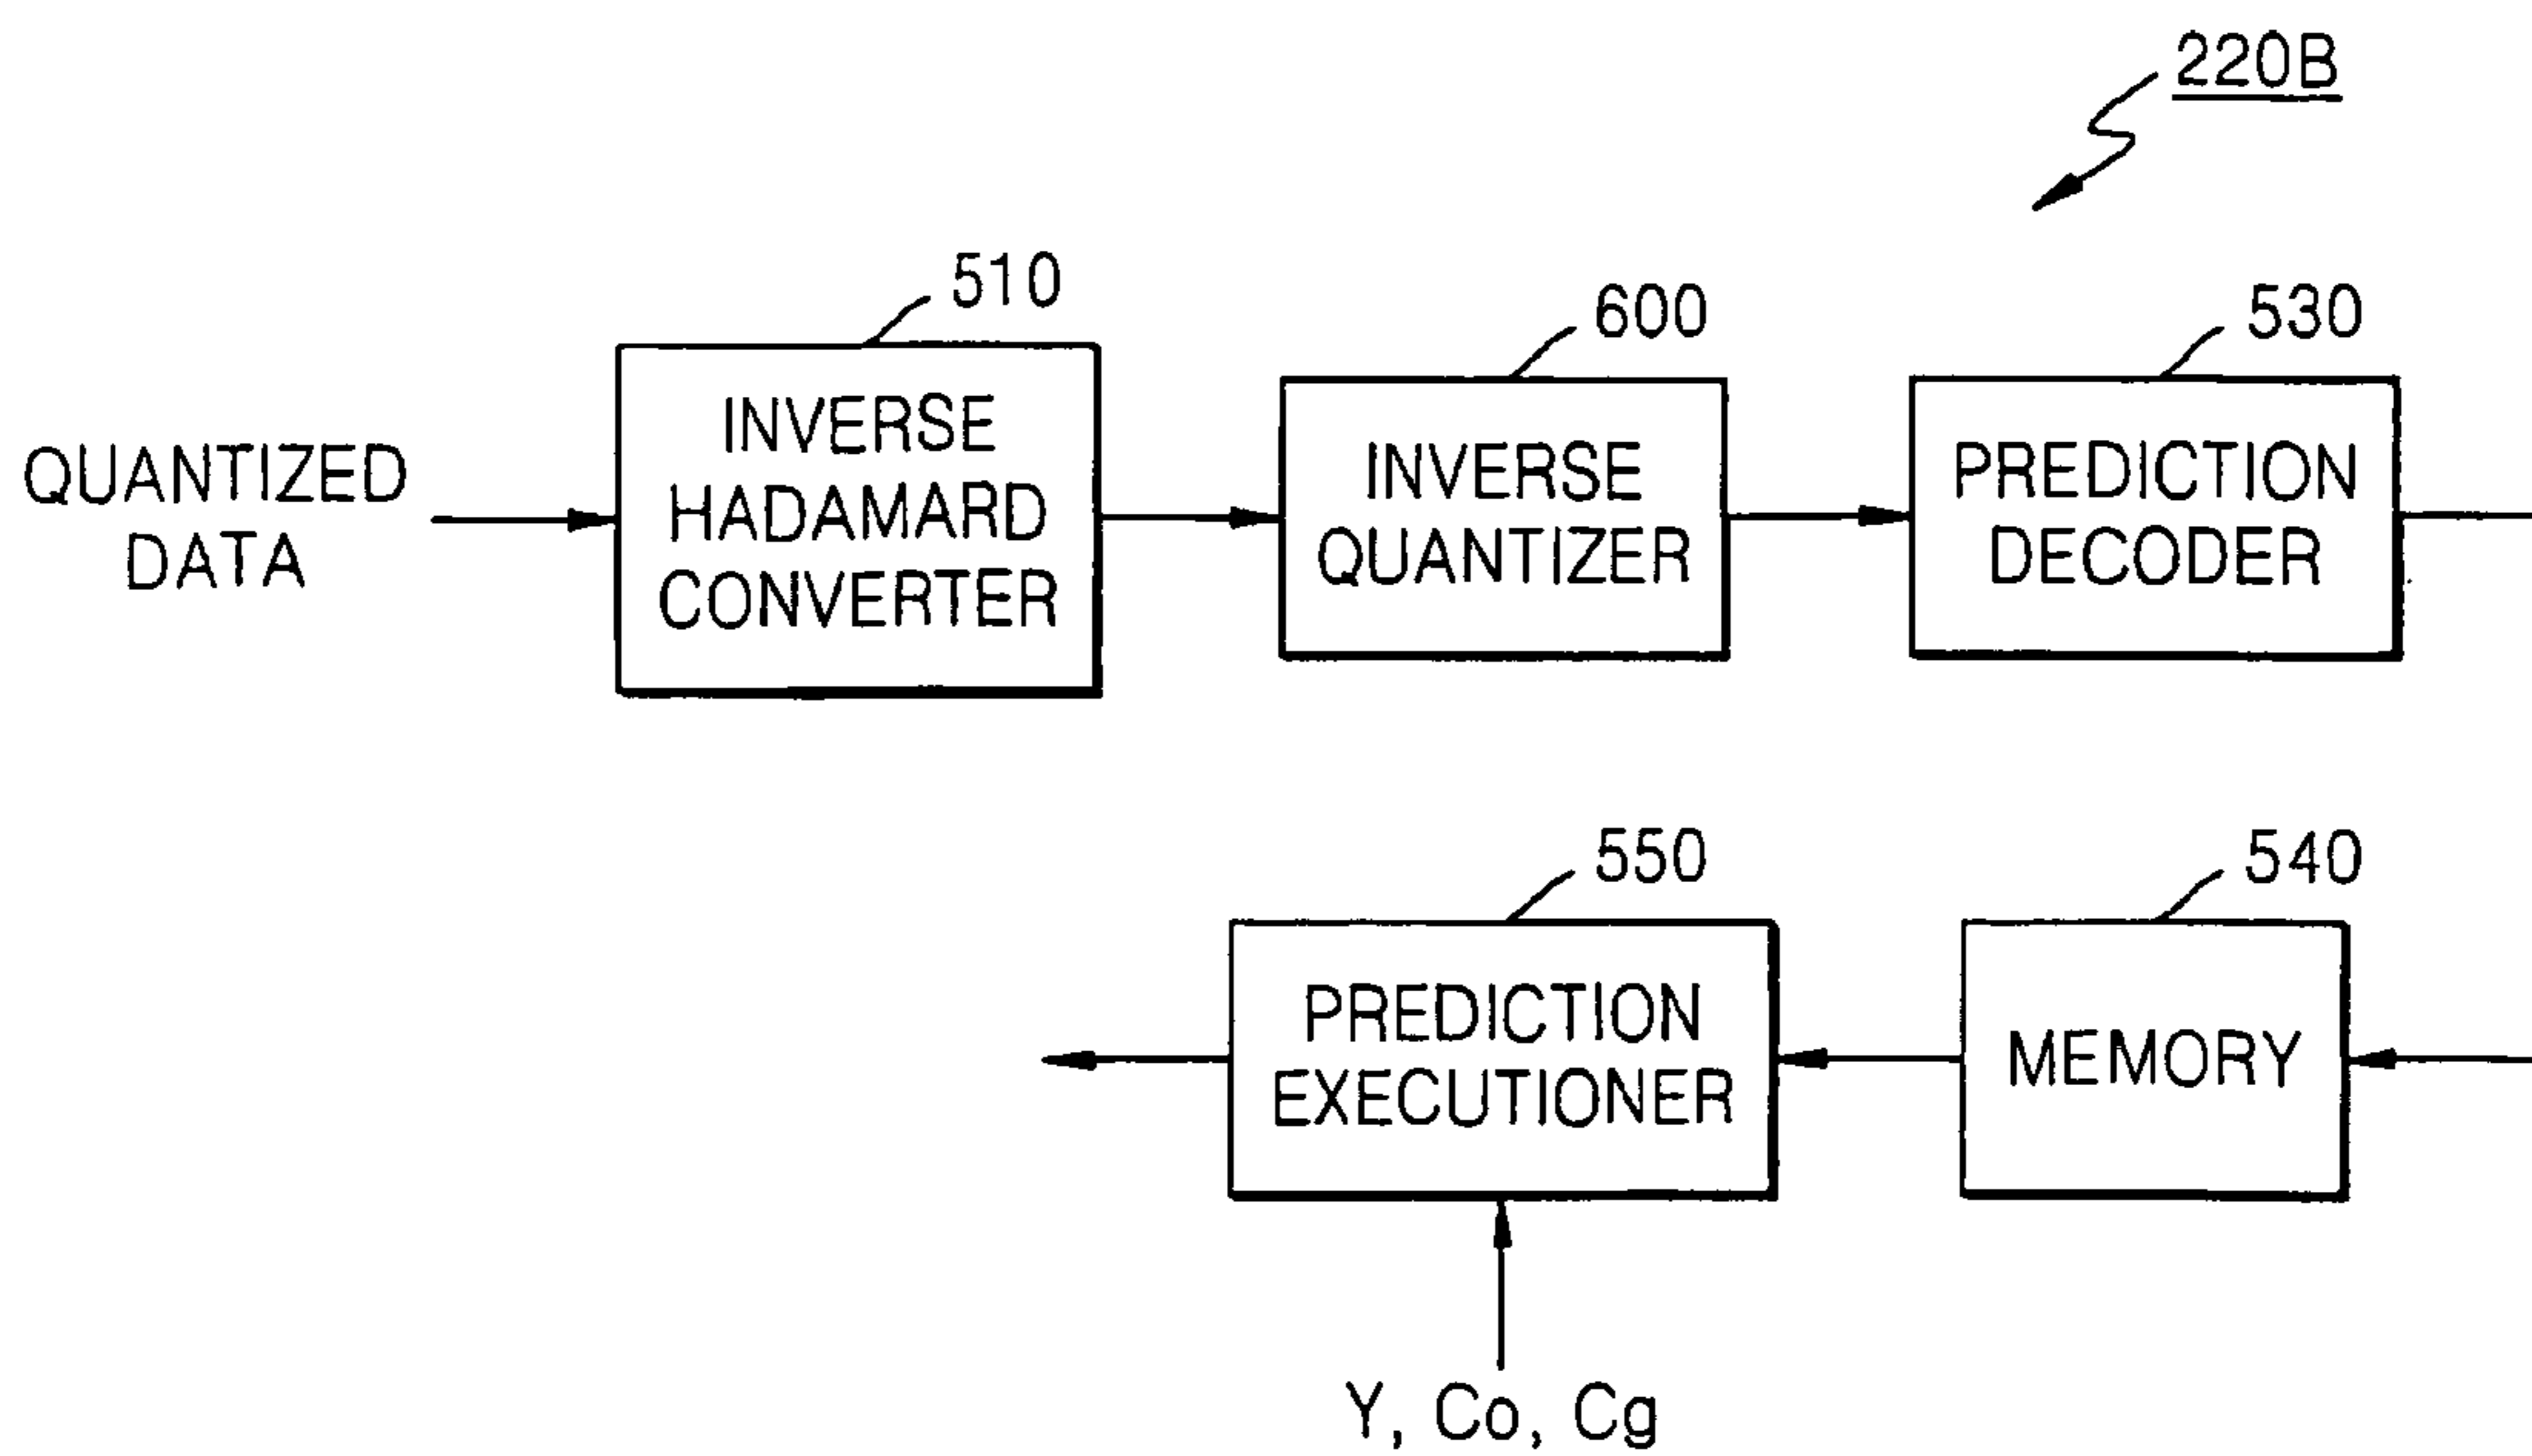 220B
510
600
530
QUANTIZED
DATA
INVERSE
HADAMARD
CONVERTER
INVERSE
QUANTIZER
PREDICTION
DECODER
550
540
PREDICTION
EXECUTIONER
MEMORY
Y, Co, Cg